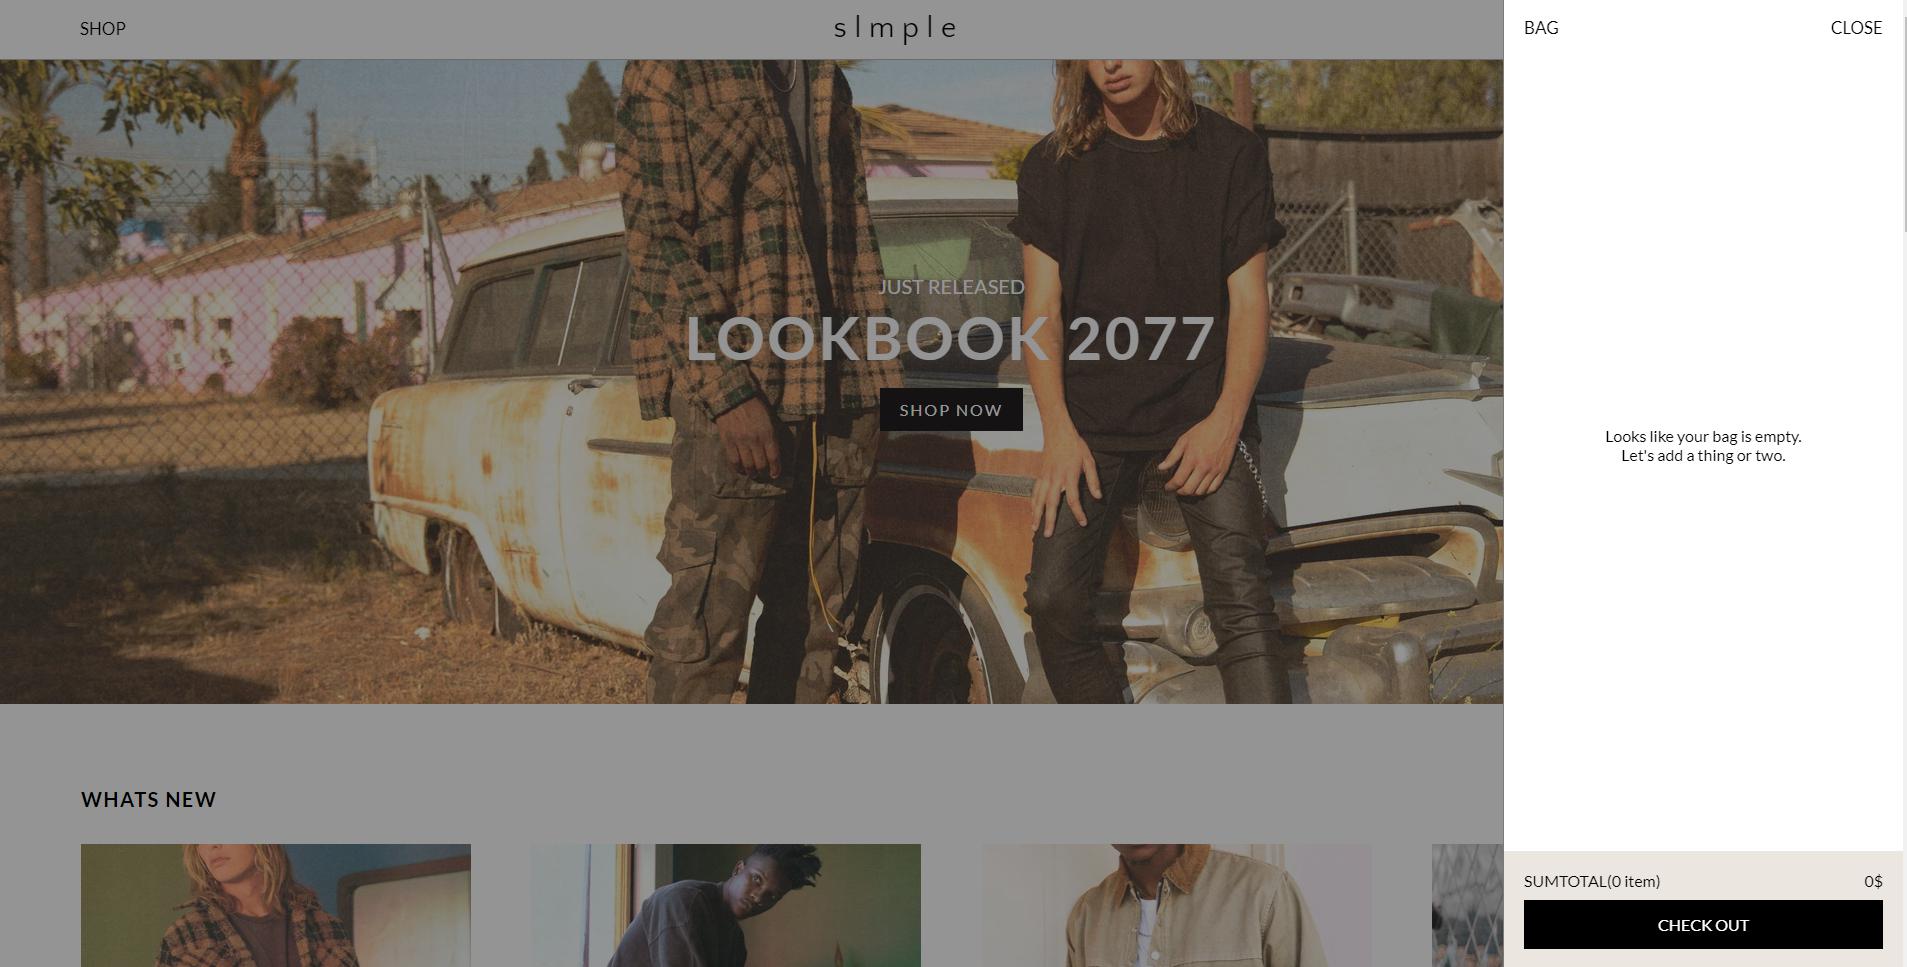 SHOP
sImple
BAG
CLOSE
JUST RELEASED
LOOKBOOK 2077
SHOP NOW
Looks like your bag is empty.
Let's add a thing or two.
WHATS NEW
SUMTOTAL(0 item)
0$
CHECK OUT